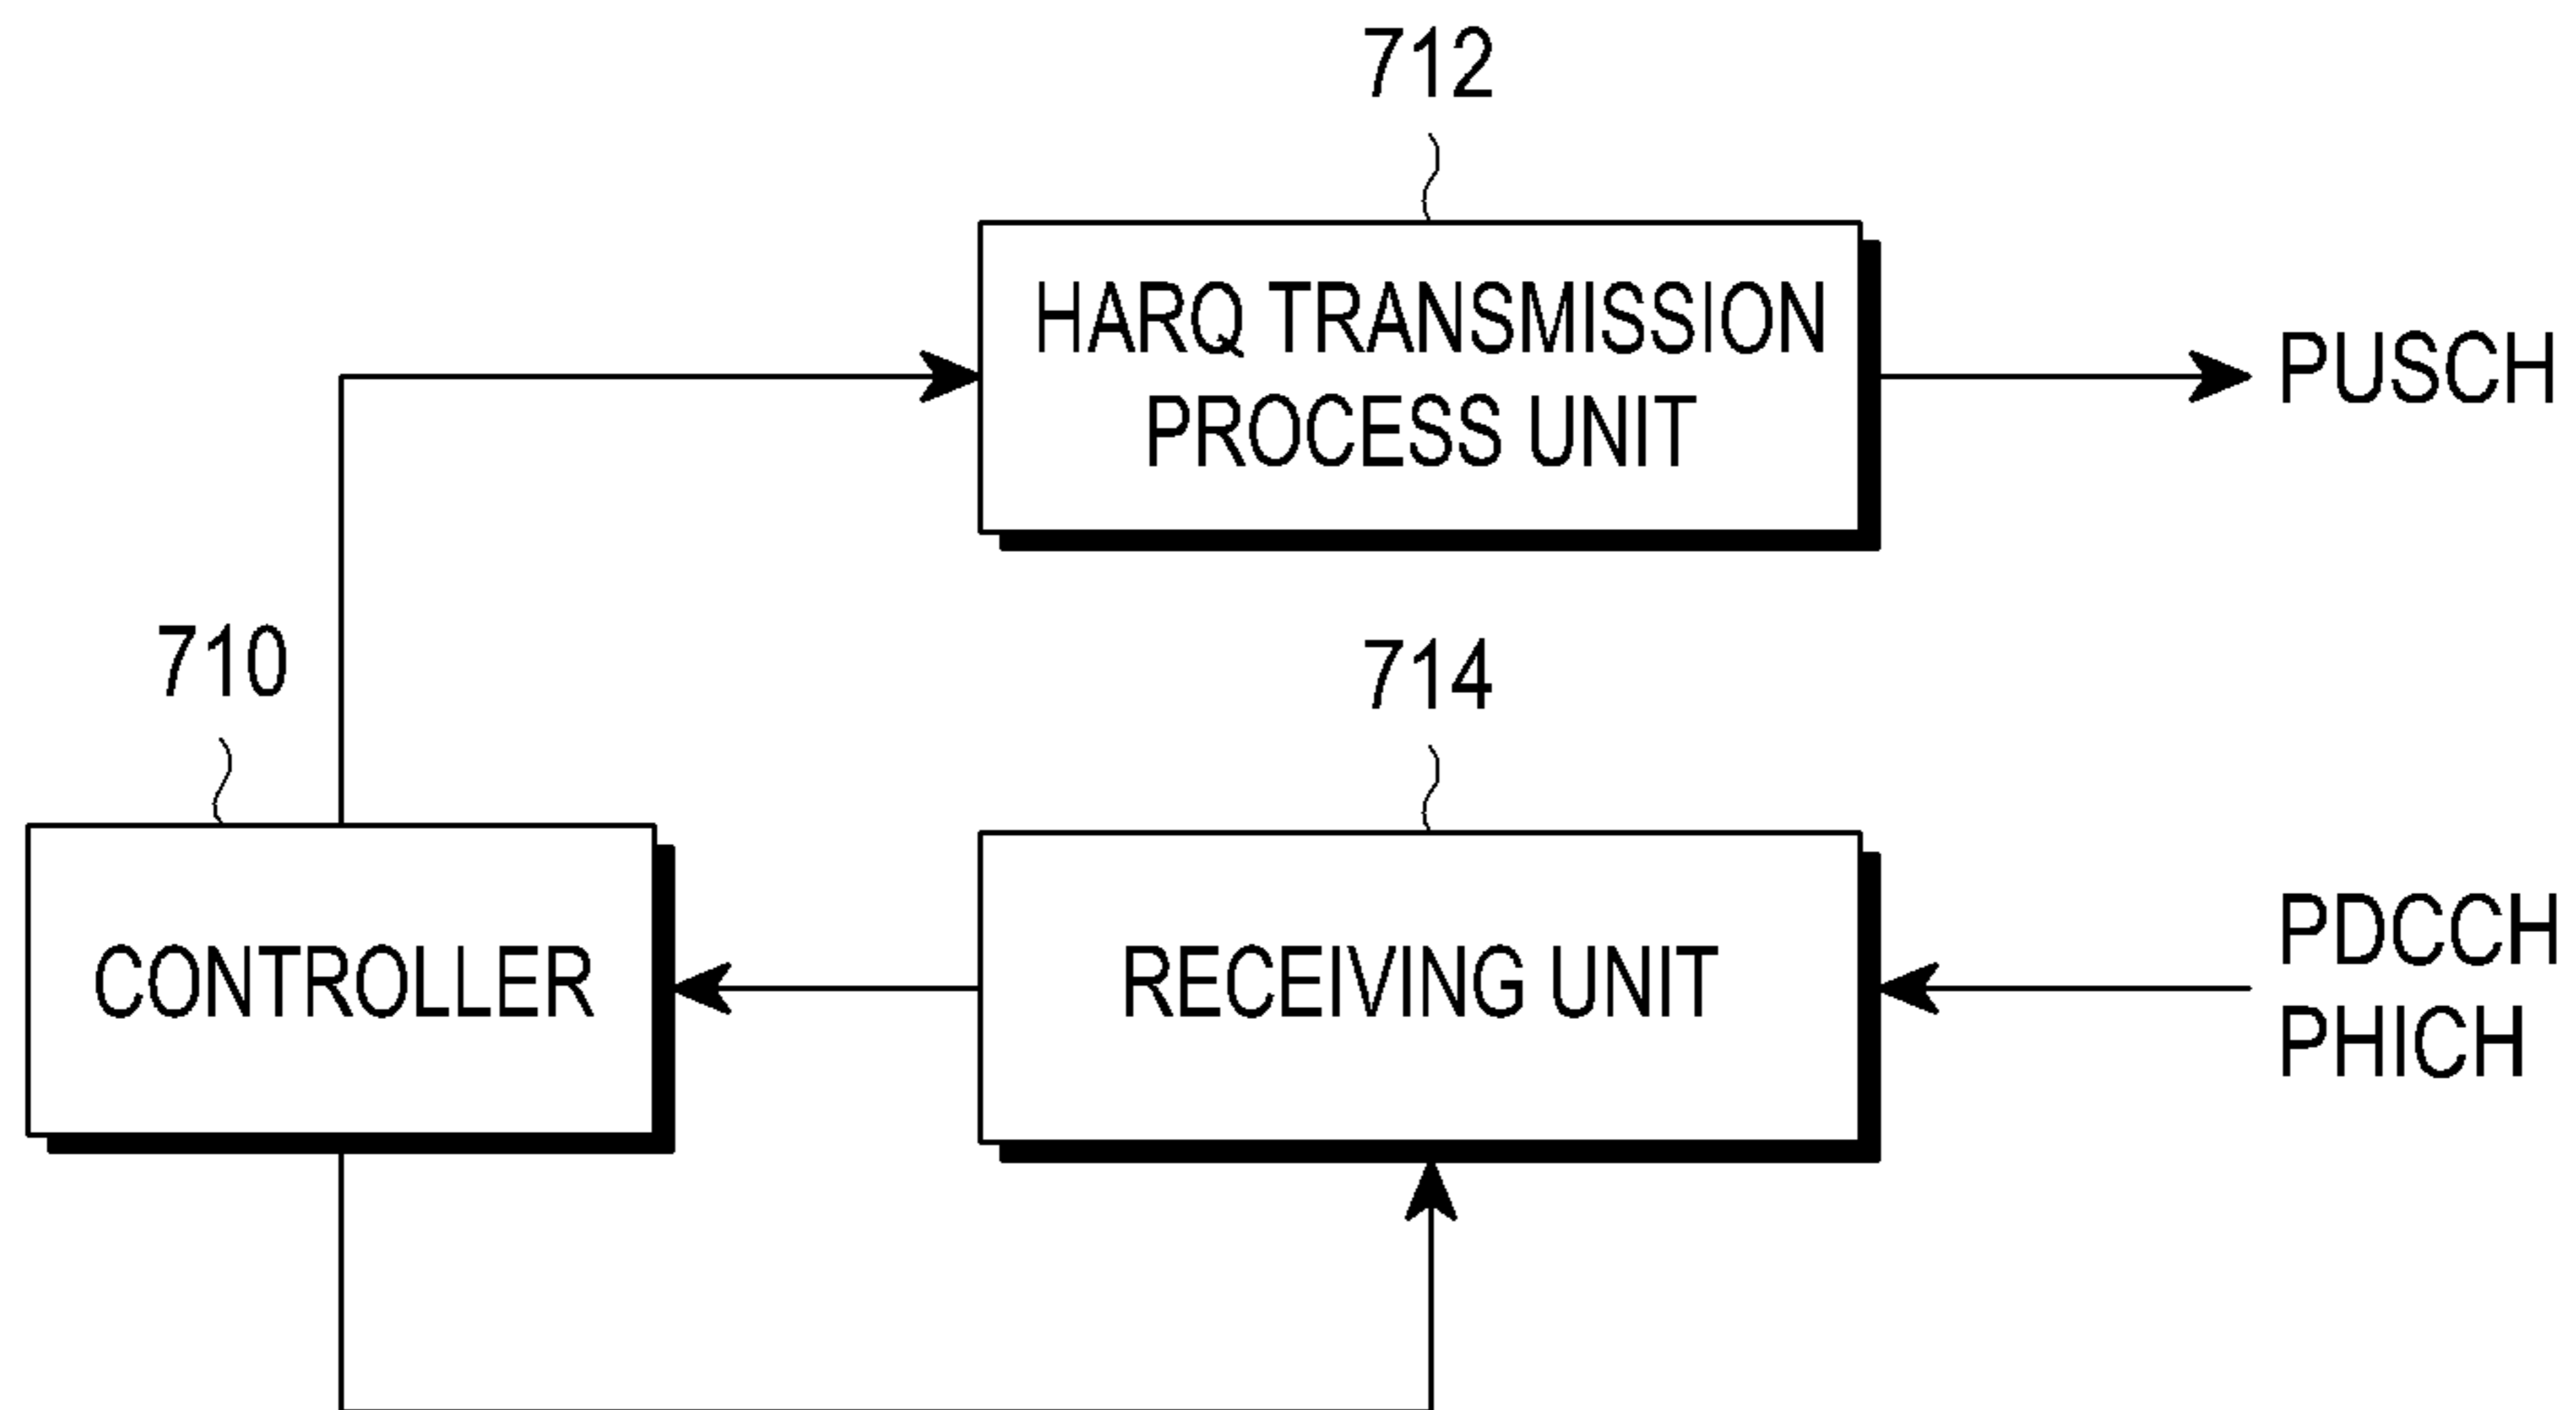 712
HARQ TRANSMISSION
PROCESS UNIT
PUSCH
710
714
CONTROLLER
RECEIVING UNIT
PDCCH
PHICH